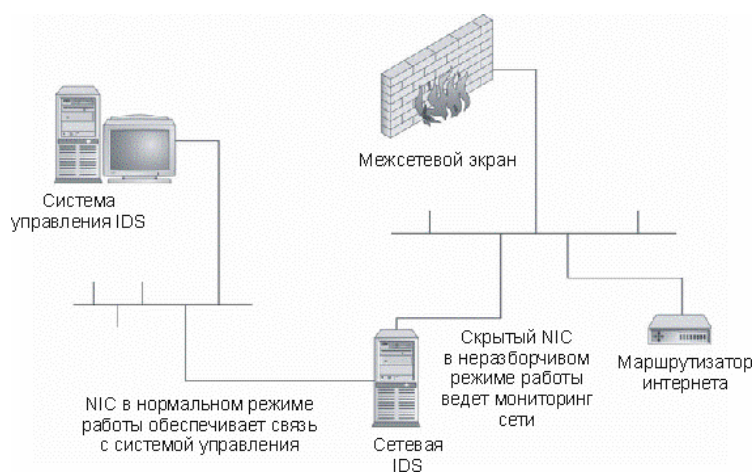 Межсетевой экран
Система
управления IDS
Скрытый NIC
в неразборчивом
режиме работы
ведет мониторинг
сети
Маршрутизатор
интернета
NIC в нормальном режиме
работы обеспечивает связь
с системой управления
Сетевая
IDS